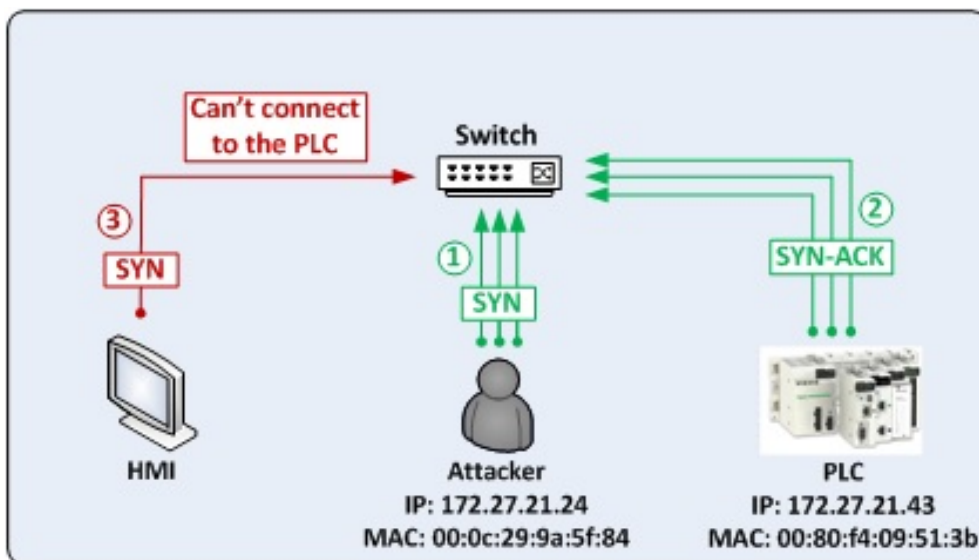 Can't connect
to the PLC
Switch
③
SYN
①
SYN
②
SYN-ACK
HMI
Attacker
IP: 172.27.21.24
MAC: 00:0c:29:9a:5f:84
PLC
IP: 172.27.21.43
MAC: 00:80:f4:09:51:3b